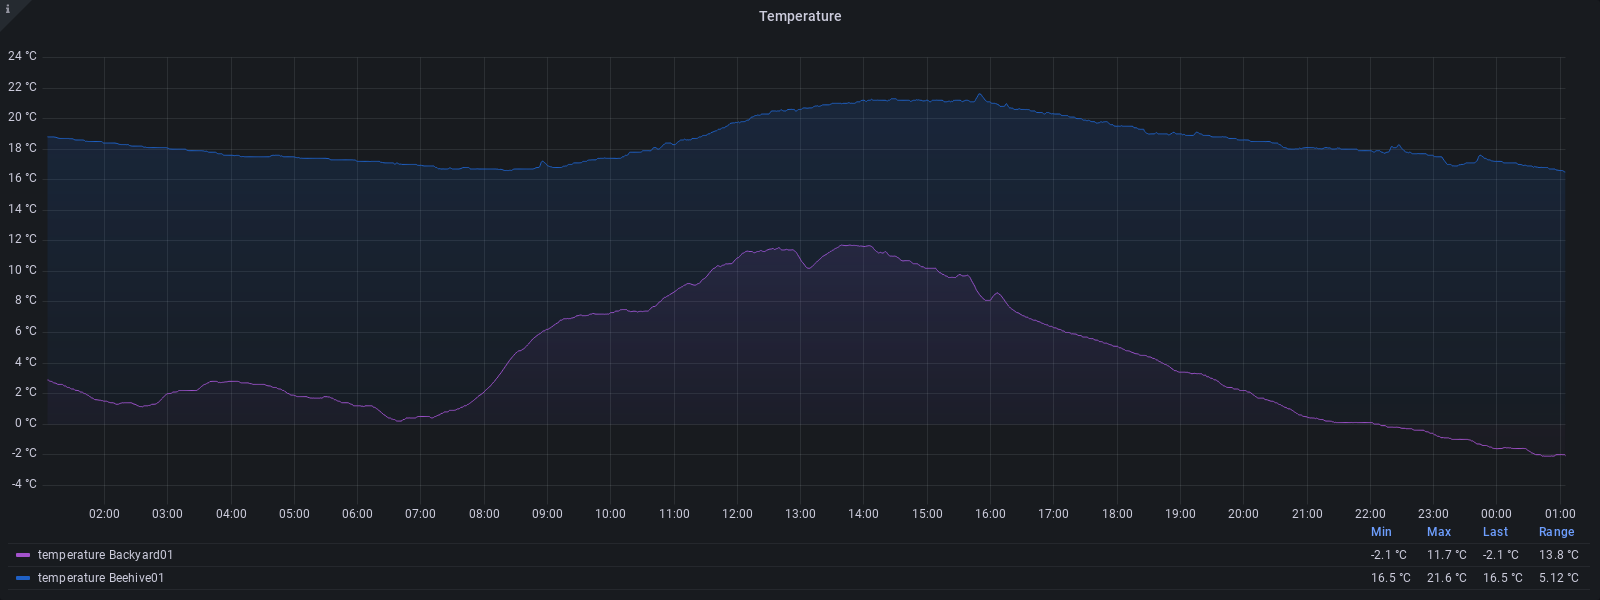 i
Temperature
24 °C
22 °C
20 °C
18 °C
16 °C
14 °C
12 °C
10 °C
8 °C
6 °C
4 °C
2 °C
0 °C
-2 °C
-4 °C
02:00 03:00 04:00 05:00 06:00 07:00 08:00 09:00 10:00 11:00 12:00 13:00 14:00 15:00 16:00 17:00 18:00 19:00 20:00 21:00 22:00 23:00 00:00 01:00
Min Max Last Range
temperature Backyard01 -2.1 °C 11.7 °C -2.1 °C 13.8 °C
temperature Beehive01 16.5 °C 21.6 °C 16.5 °C 5.12 °C